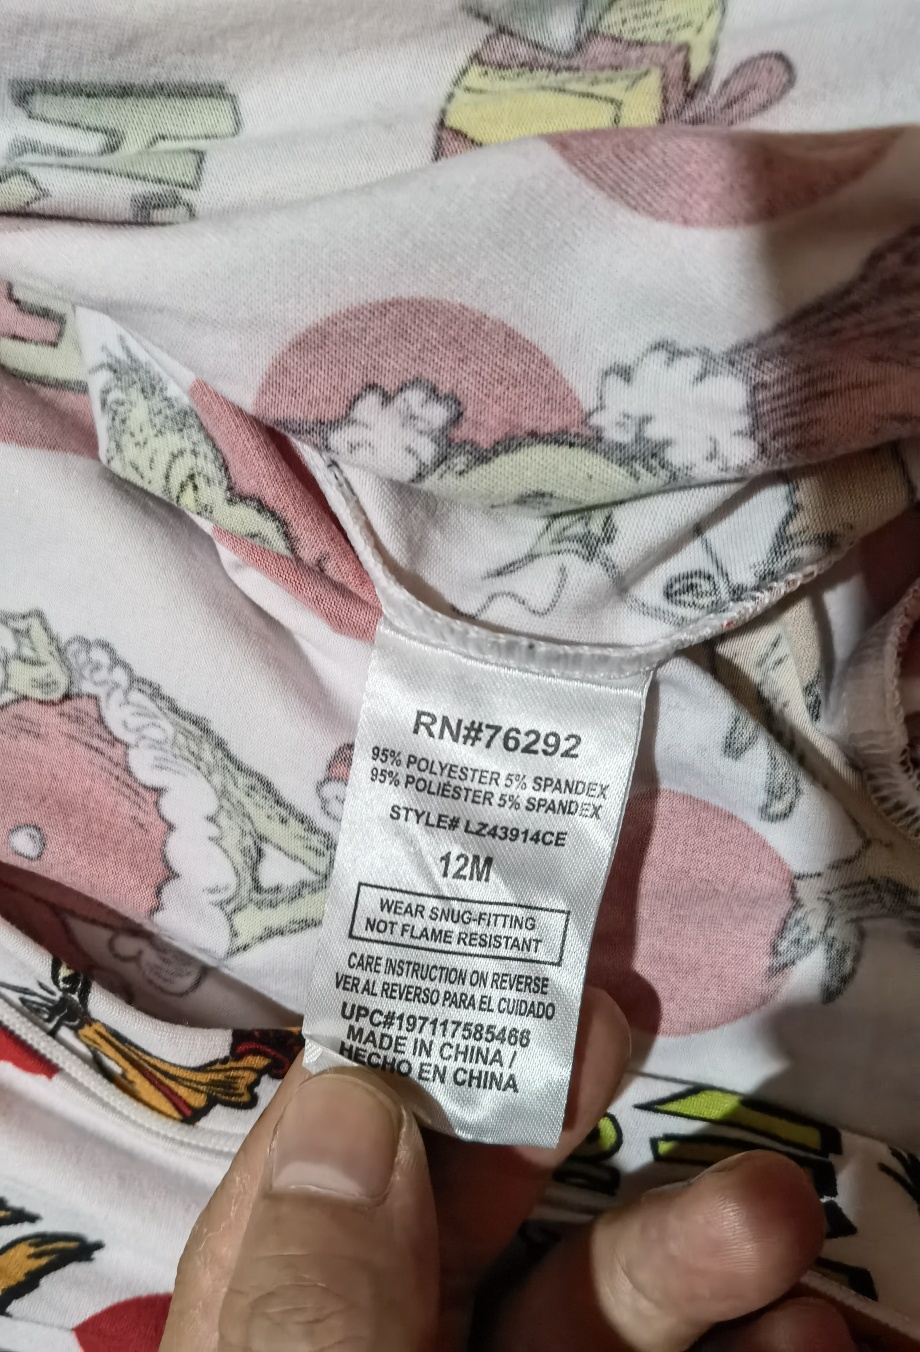 RN#76292
95% POLYESTER 5% SPANDEX
95% POLIÉSTER 5% SPANDEX
STYLE# LZ43914CE
12M
WEAR SNUG-FITTING
NOT FLAME RESISTANT
CARE INSTRUCTION ON REVERSE
VER AL REVERSO PARA EL CUIDADO
UPC#197117585466
MADE IN CHINA /
HECHO EN CHINA